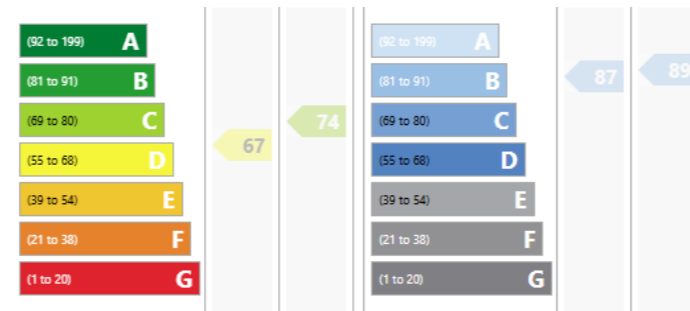 (92 to 199) A
(81 to 91) B
(69 to 80) C
(55 to 68) D
(39 to 54) E
(21 to 38) F
(1 to 20) G
67
74
(92 to 199) A
(81 to 91) B
(69 to 80) C
(55 to 68) D
(39 to 54) E
(21 to 38) F
(1 to 20) G
87
89